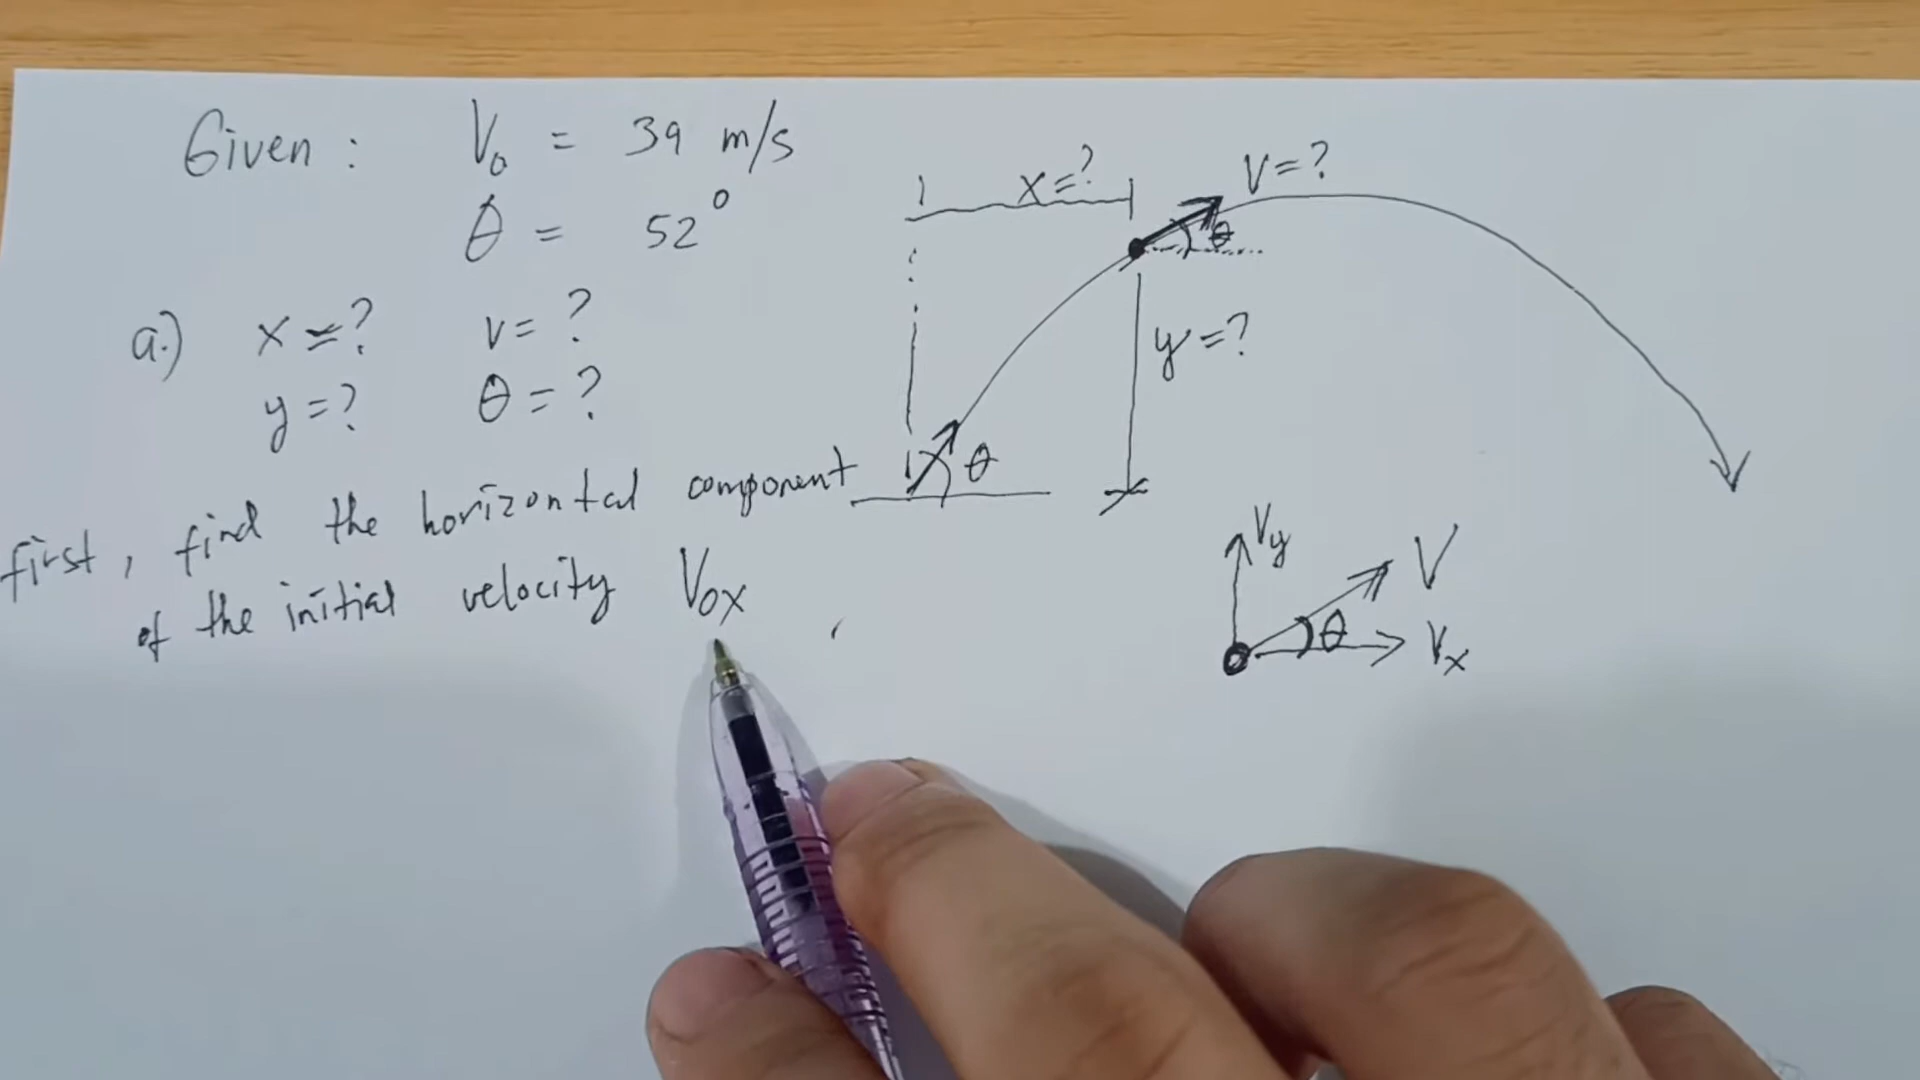 Given : V₀ = 39 m/s
θ = 52°
a.) x = ? v = ?
y = ? θ = ?
first, find the horizontal component
of the initial velocity V₀ₓ
x = ?
V = ?
θ
y = ?
θ
Vy
V
θ
Vx